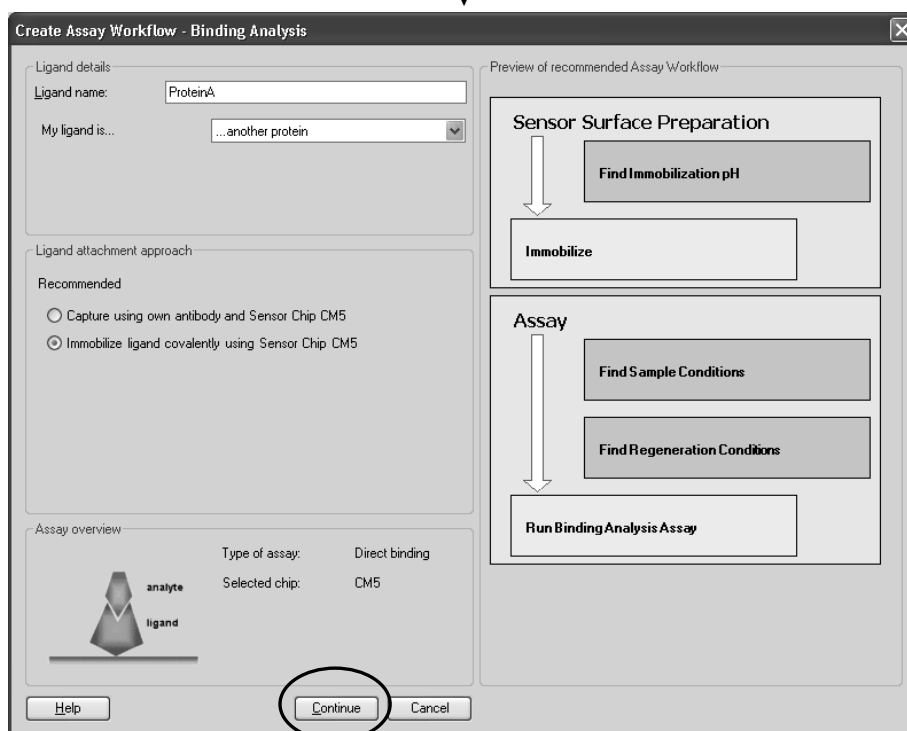 Create Assay Workflow - Binding Analysis
Ligand details
Ligand name: ProteinA
My ligand is... ...another protein
Ligand attachment approach
Recommended
Capture using own antibody and Sensor Chip CM5
Immobilize ligand covalently using Sensor Chip CM5
Assay overview
Type of assay: Direct binding
Selected chip: CM5
analyte
ligand
Preview of recommended Assay Workflow
Sensor Surface Preparation
Find Immobilization pH
Immobilize
Assay
Find Sample Conditions
Find Regeneration Conditions
Run Binding Analysis Assay
Help Continue Cancel